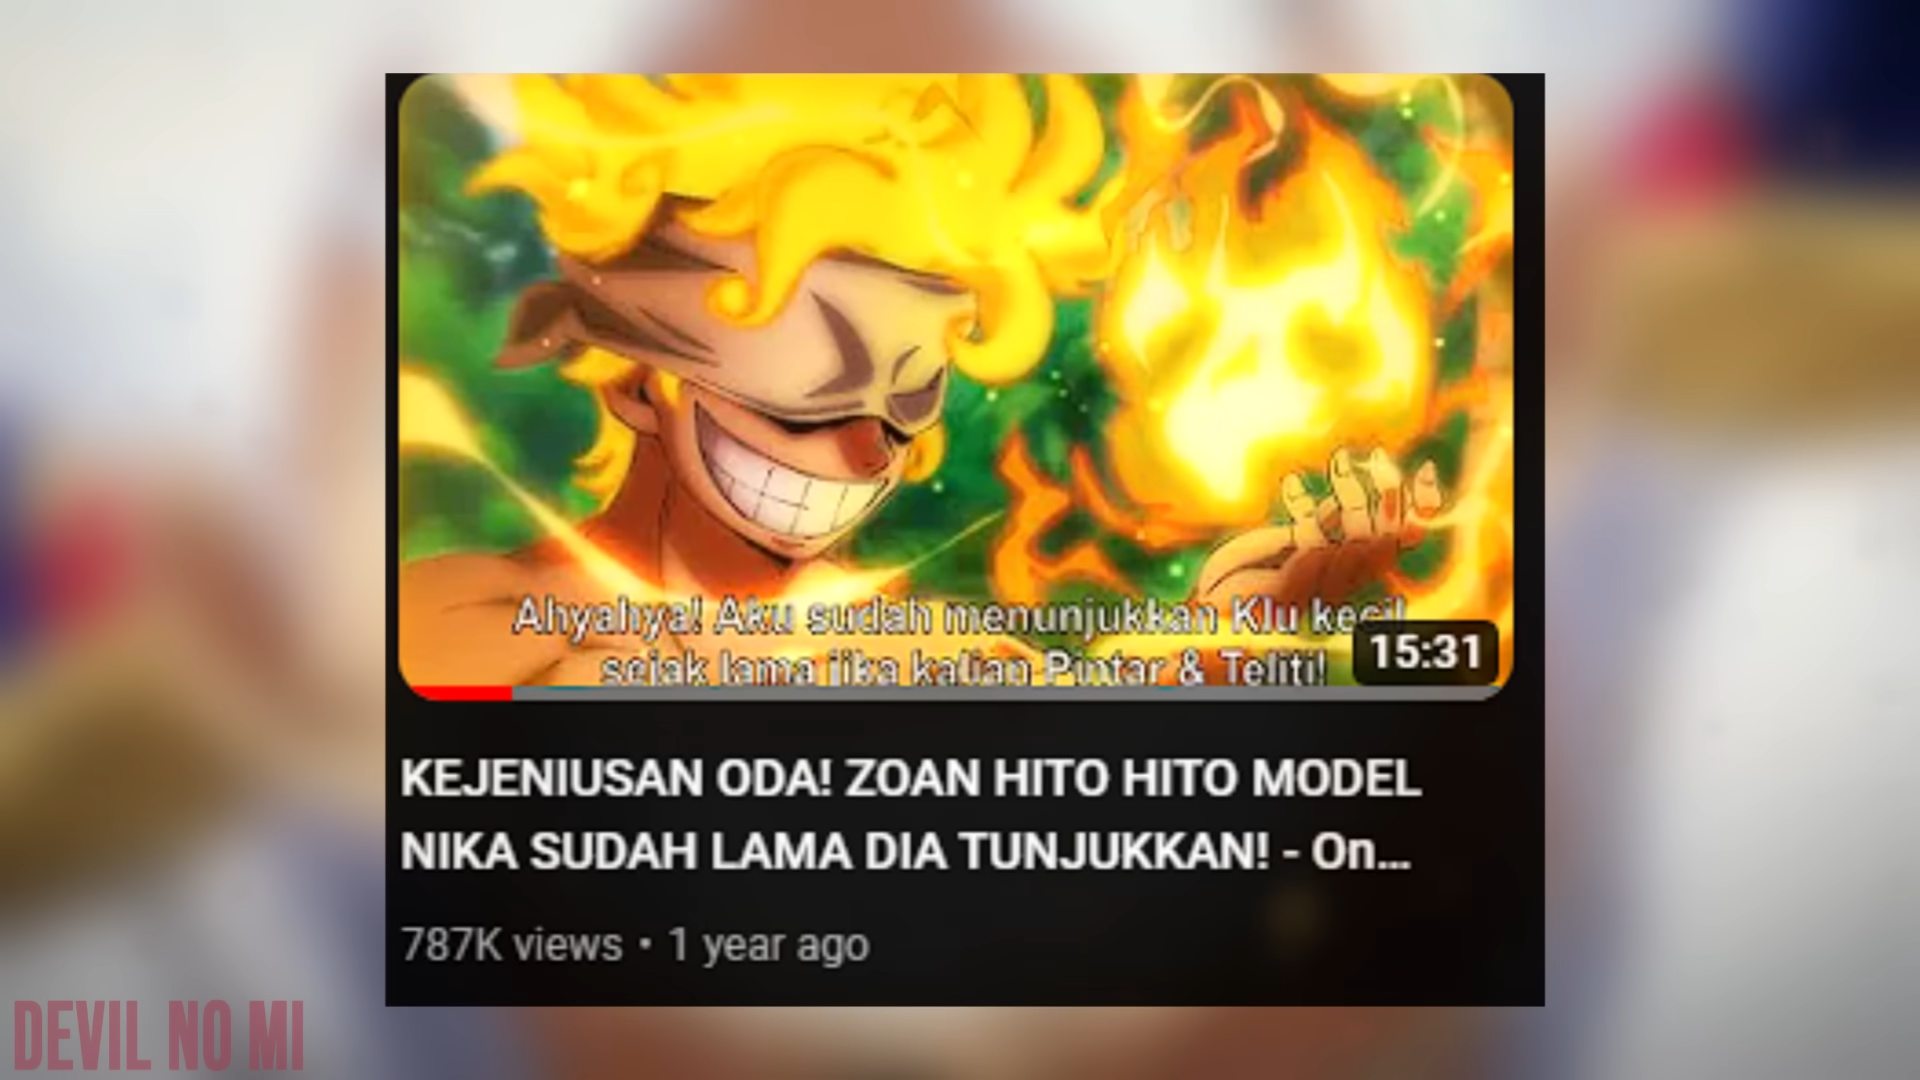 Ahyahya! Aku sudah menunjukkan Klu kecil
sejak lama jika kalian Pintar & Teliti!
15:31
KEJENIUSAN ODA! ZOAN HITO HITO MODEL
NIKA SUDAH LAMA DIA TUNJUKKAN! - On...
787K views • 1 year ago
DEVIL NO MI